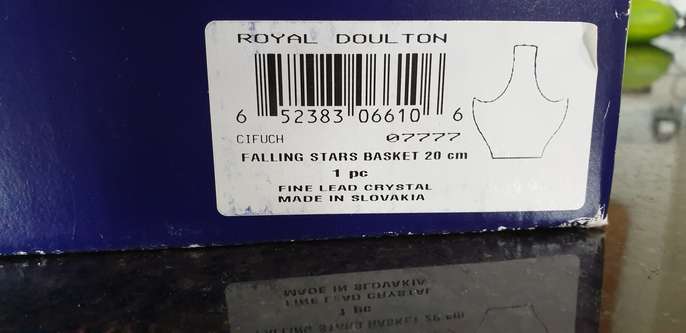 ROYAL DOULTON
6 52383 06610 6
CIFUCH 07777
FALLING STARS BASKET 20 cm
1 pc
FINE LEAD CRYSTAL
MADE IN SLOVAKIA